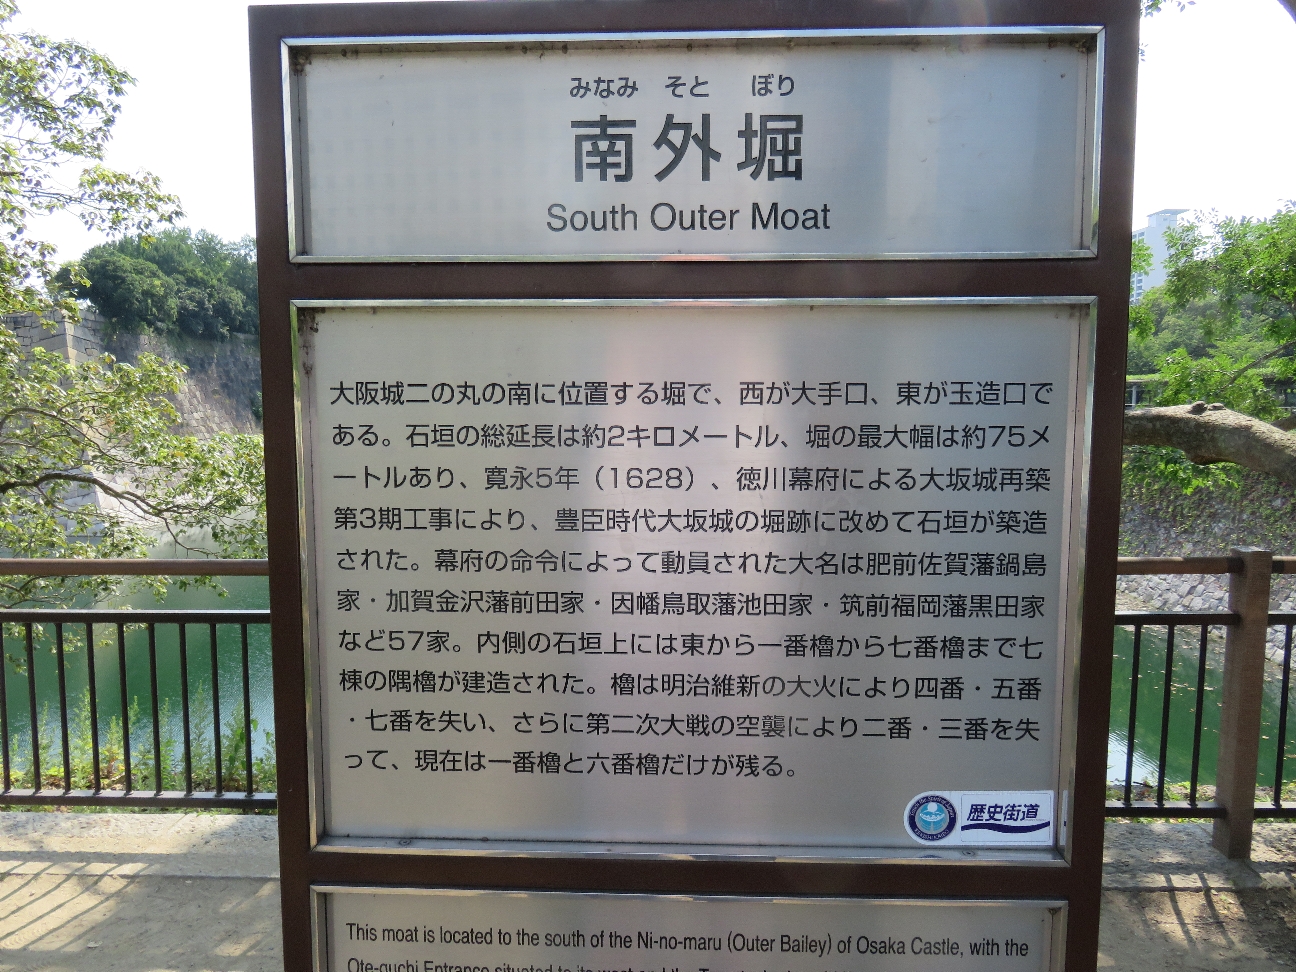 みなみ そと ぼり
南外堀
South Outer Moat
大阪城二の丸の南に位置する堀で、西が大手口、東が玉造口で
ある。石垣の総延長は約2キロメートル、堀の最大幅は約75メ
ートルあり、寛永5年（1628）、徳川幕府による大坂城再築
第3期工事により、豊臣時代大坂城の堀跡に改めて石垣が築造
された。幕府の命令によって動員された大名は肥前佐賀藩鍋島
家・加賀金沢藩前田家・因幡鳥取藩池田家・筑前福岡藩黒田家
など57家。内側の石垣上には東から一番櫓から七番櫓まで七
棟の隅櫓が建造された。櫓は明治維新の大火により四番・五番
・七番を失い、さらに第二次大戦の空襲により二番・三番を失
って、現在は一番櫓と六番櫓だけが残る。
歴史街道
This moat is located to the south of the Ni-no-maru (Outer Bailey) of Osaka Castle, with the
Ote-guchi Entrance situated to its west and the